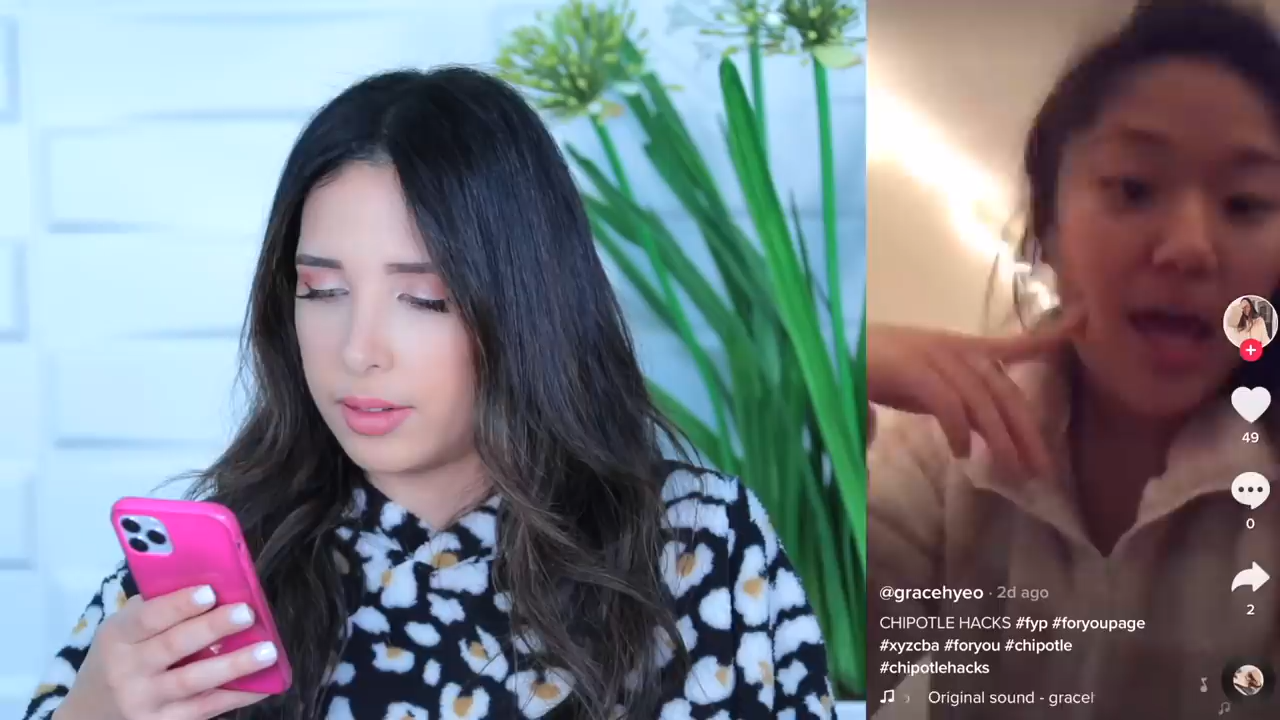 49
0
2
@gracehyeo · 2d ago
CHIPOTLE HACKS #fyp #foryoupage
#xyzcba #foryou #chipotle
#chipotlehacks
Original sound - gracel